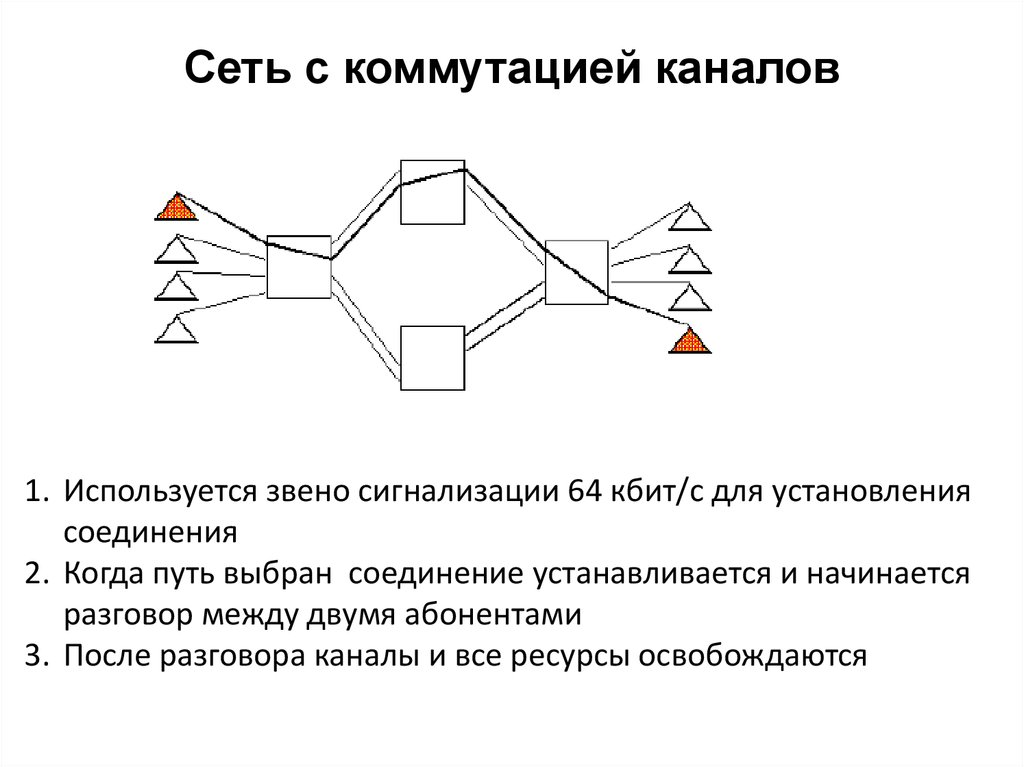 Сеть с коммутацией каналов
1. Используется звено сигнализации 64 кбит/с для установления
соединения
2. Когда путь выбран  соединение устанавливается и начинается
разговор между двумя абонентами
3. После разговора каналы и все ресурсы освобождаются